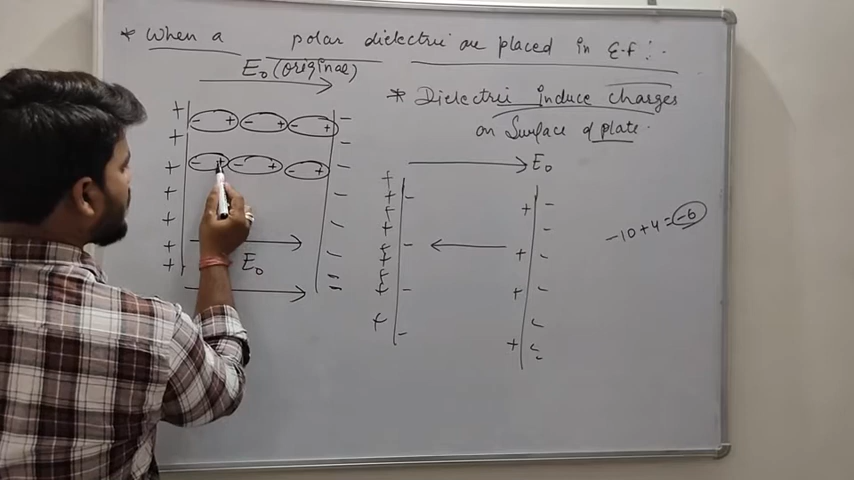 * When a polar dielectric are placed in E.f :.
E₀ (original)
* Dielectric induce charges
on Surface of plate.
E₀
-10+4=-6
E₀